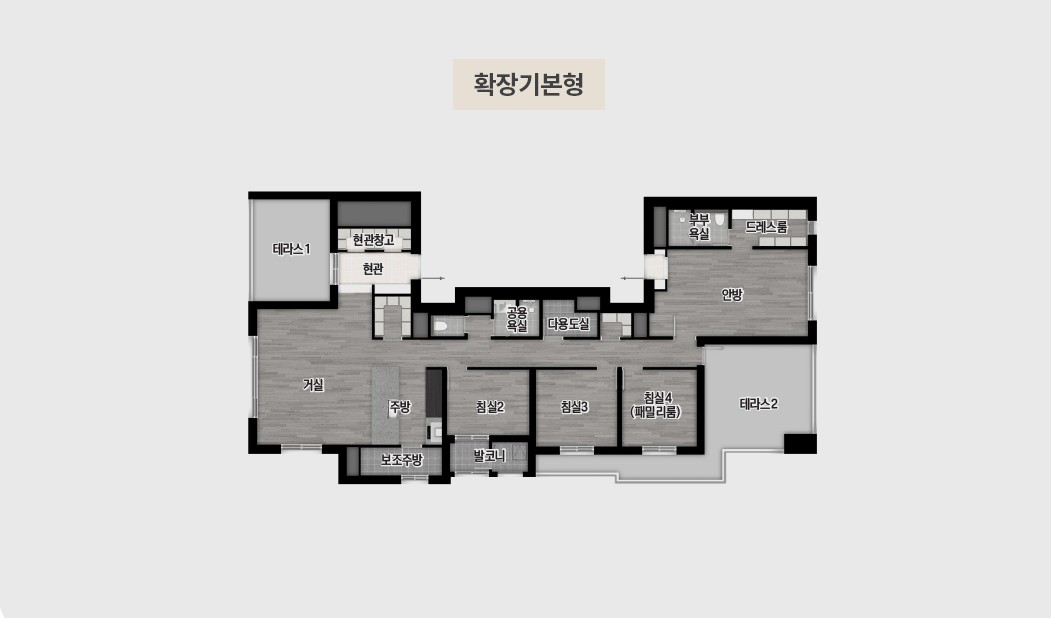 확장기본형
부부
욕실
드레스룸
현관창고
테라스1
현관
안방
공용
욕실
다용도실
거실
주방
침실2
침실3
침실4
(패밀리룸)
테라스2
보조주방
발코니